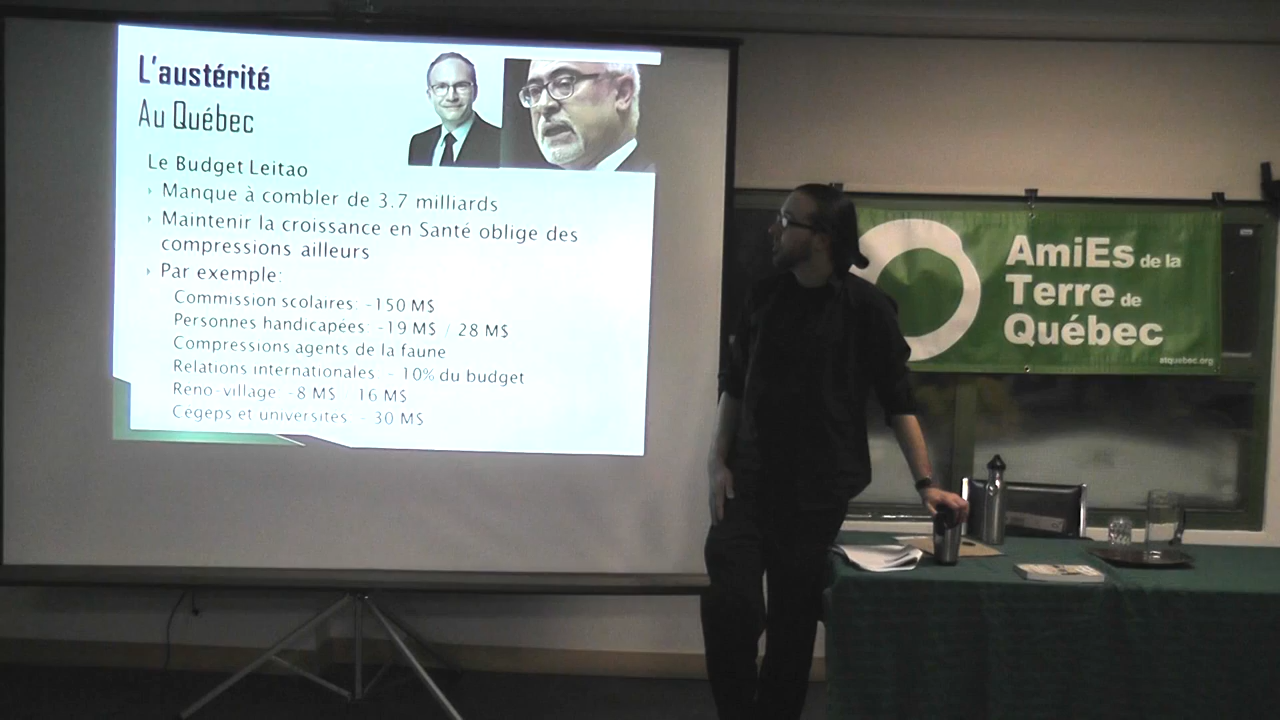 L'austérité
Au Québec
Le Budget Leitao
Manque à combler de 3.7 milliards
Maintenir la croissance en Santé oblige des
compressions ailleurs
Par exemple:
Commission scolaires: -150 M$
Personnes handicapées: -19 M$ / 28 M$
Compressions agents de la faune
Relations internationales - 10% du budget
Reno-village -8 M$ 16 M$
Cégeps et universités - 30 M$
AmiEs de la
Terre de
Québec
atquebec.org